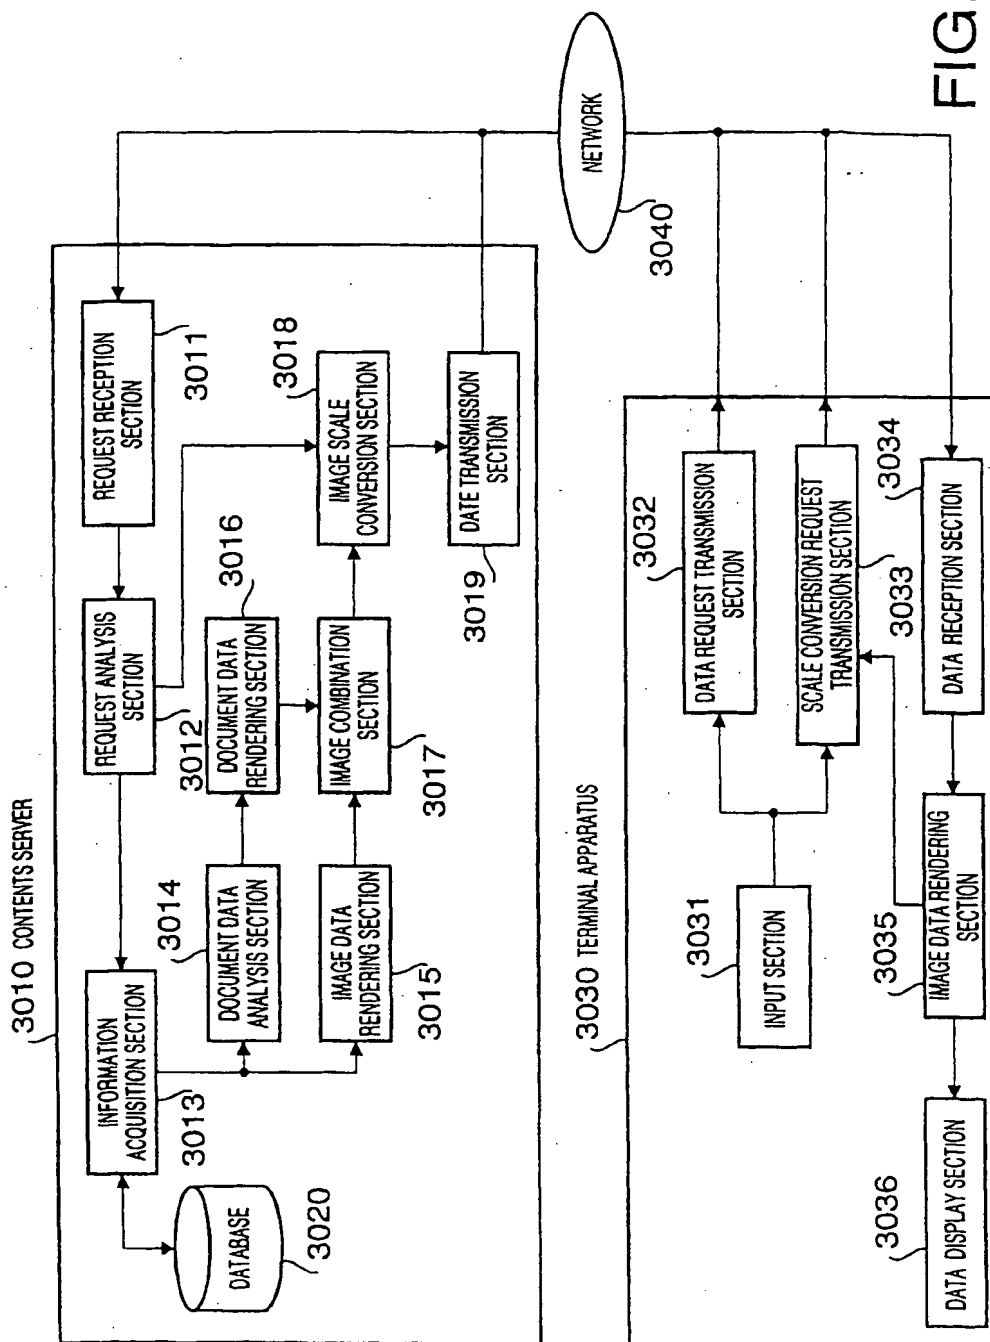 3010 CONTENTS SERVER
REQUEST RECEPTION
SECTION
3011
REQUEST ANALYSIS
SECTION
3012
INFORMATION
ACQUISITION SECTION
3013
DATABASE
3020
DOCUMENT DATA
ANALYSIS SECTION
3014
DOCUMENT DATA
RENDERING SECTION
3016
IMAGE DATA
RENDERING SECTION
3015
IMAGE COMBINATION
SECTION
3017
IMAGE SCALE
CONVERSION SECTION
3018
DATE TRANSMISSION
SECTION
3019
NETWORK
3040
3030 TERMINAL APPARATUS
INPUT SECTION
3031
DATA REQUEST TRANSMISSION
SECTION
3032
SCALE CONVERSION REQUEST
TRANSMISSION SECTION
3033
DATA RECEPTION SECTION
3034
IMAGE DATA RENDERING
SECTION
3035
DATA DISPLAY SECTION
3036
FIG.